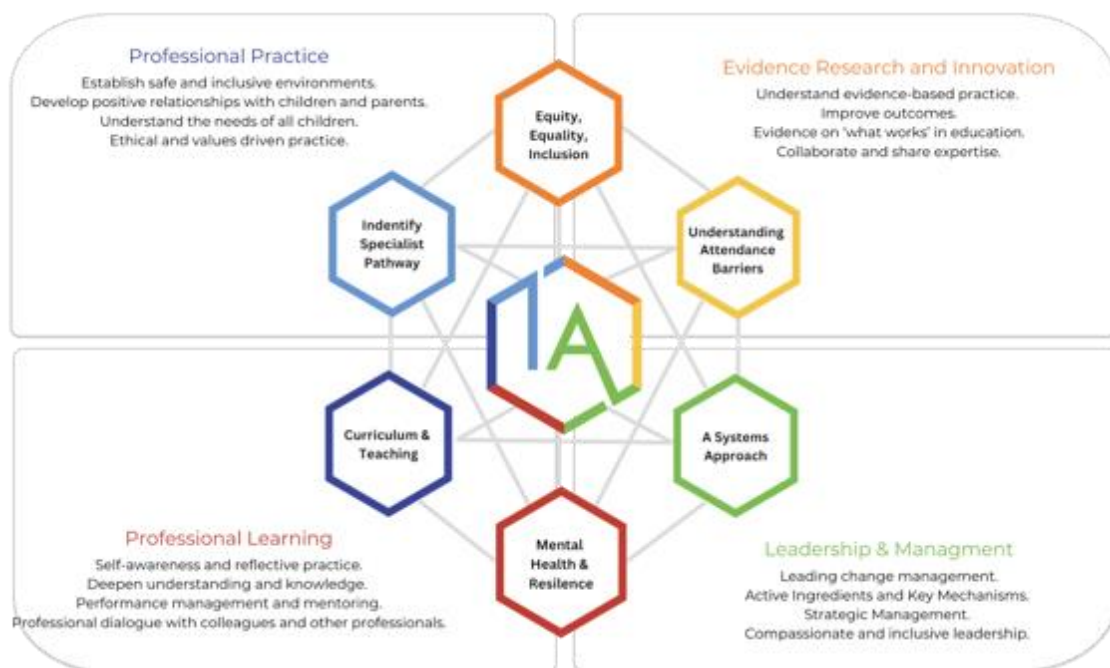 Professional Practice
Establish safe and inclusive environments.
Develop positive relationships with children and parents.
Understand the needs of all children.
Ethical and values driven practice.
Evidence Research and Innovation
Understand evidence-based practice.
Improve outcomes.
Evidence on 'what works' in education.
Collaborate and share expertise.
Equity,
Equality,
Inclusion
Indentify
Specialist
Pathway
Understanding
Attendance
Barriers
A
Curriculum &
Teaching
A Systems
Approach
Mental
Health &
Resilence
Professional Learning
Self-awareness and reflective practice.
Deepen understanding and knowledge.
Performance management and mentoring.
Professional dialogue with colleagues and other professionals.
Leadership & Managment
Leading change management.
Active Ingredients and Key Mechanisms.
Strategic Management.
Compassionate and inclusive leadership.